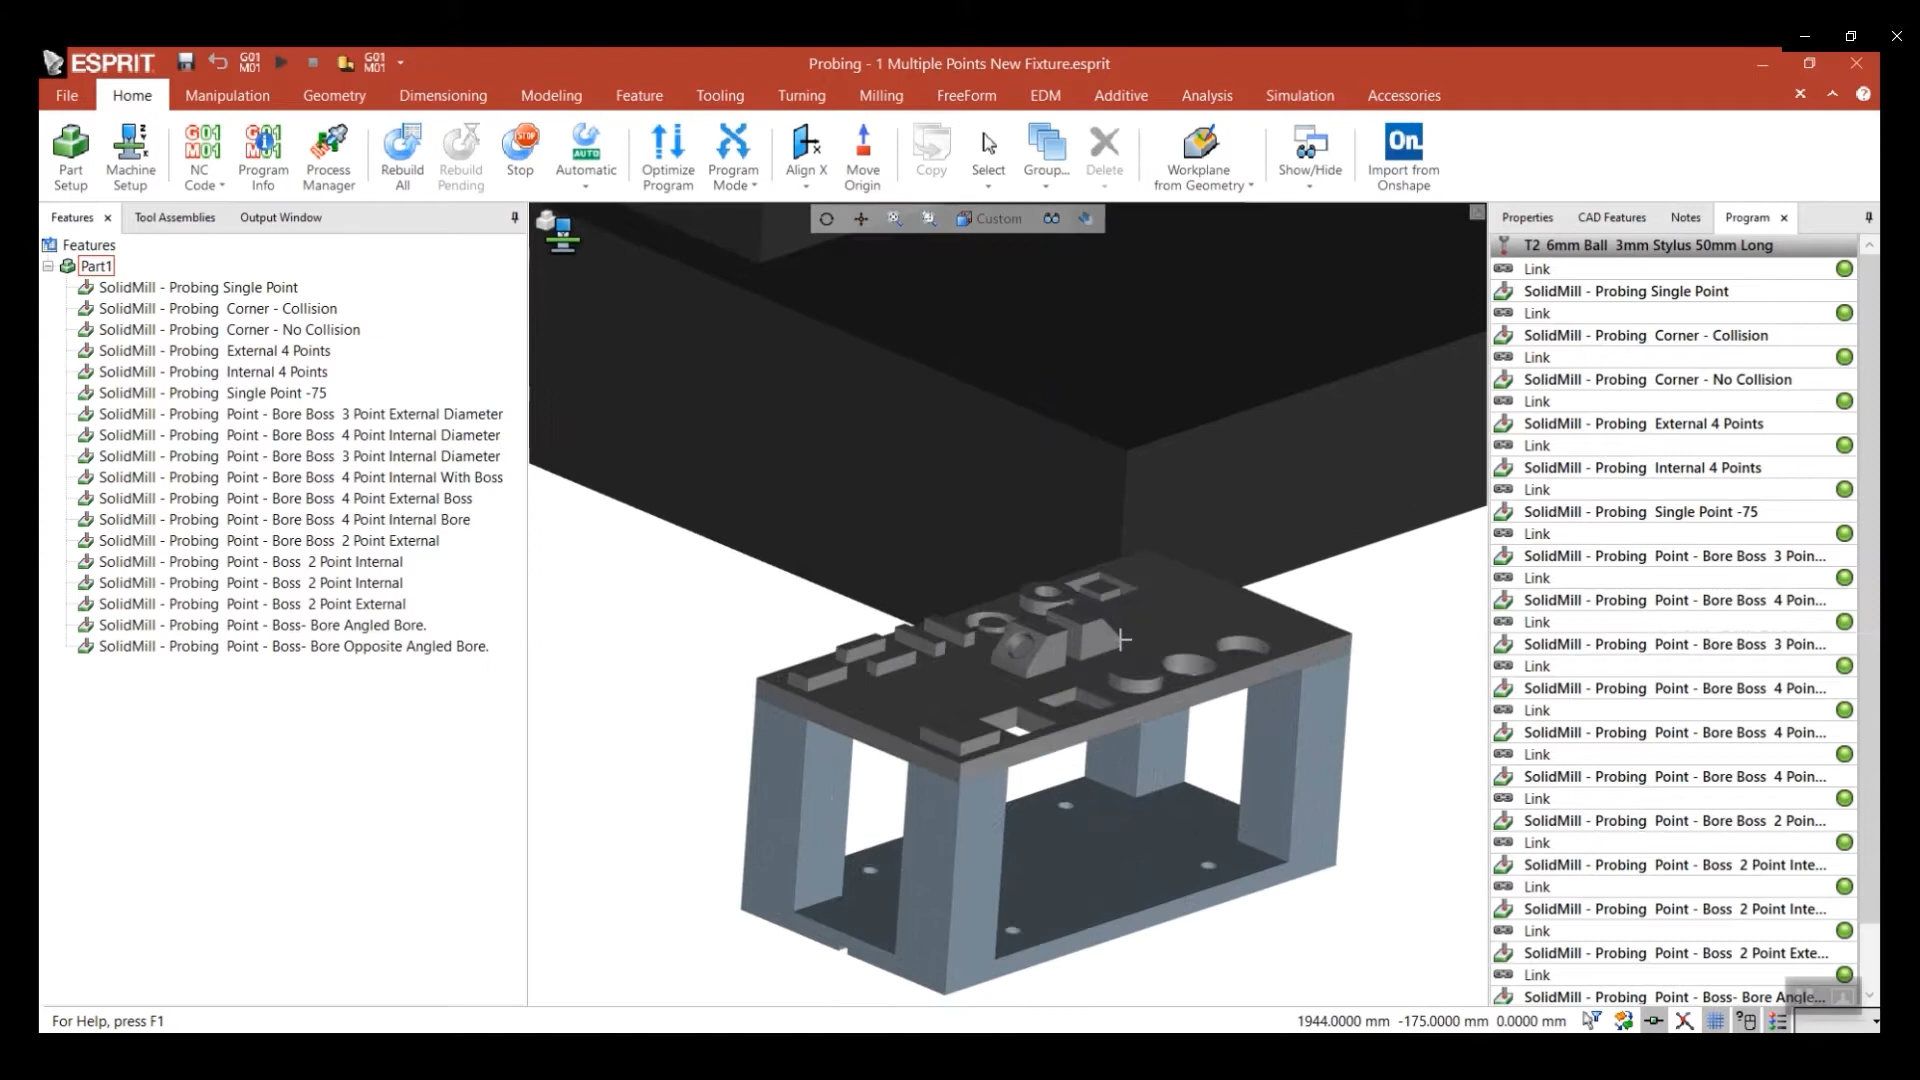 ESPRIT
G01
M01
G01
M01
Probing - 1 Multiple Points New Fixture.esprit
File Home Manipulation Geometry Dimensioning Modeling Feature Tooling Turning Milling FreeForm EDM Additive Analysis Simulation Accessories
Part Setup
Machine Setup
G01 M01 NC Code
G01 M01 Program Info
Process Manager
Rebuild All
Rebuild Pending
STOP Stop
AUTO Automatic
Optimize Program
Program Mode
Align X
Move Origin
Copy
Select
Group...
Delete
Workplane from Geometry
Show/Hide
On Import from Onshape
Features Tool Assemblies Output Window
Custom
Properties CAD Features Notes Program
Features
Part1
SolidMill - Probing Single Point
SolidMill - Probing Corner - Collision
SolidMill - Probing Corner - No Collision
SolidMill - Probing External 4 Points
SolidMill - Probing Internal 4 Points
SolidMill - Probing Single Point -75
SolidMill - Probing Point - Bore Boss 3 Point External Diameter
SolidMill - Probing Point - Bore Boss 4 Point Internal Diameter
SolidMill - Probing Point - Bore Boss 3 Point Internal Diameter
SolidMill - Probing Point - Bore Boss 4 Point Internal With Boss
SolidMill - Probing Point - Bore Boss 4 Point External Boss
SolidMill - Probing Point - Bore Boss 4 Point Internal Bore
SolidMill - Probing Point - Bore Boss 2 Point External
SolidMill - Probing Point - Boss 2 Point Internal
SolidMill - Probing Point - Boss 2 Point Internal
SolidMill - Probing Point - Boss 2 Point External
SolidMill - Probing Point - Boss- Bore Angled Bore.
SolidMill - Probing Point - Boss- Bore Opposite Angled Bore.
T2 6mm Ball 3mm Stylus 50mm Long
Link
SolidMill - Probing Single Point
Link
SolidMill - Probing Corner - Collision
Link
SolidMill - Probing Corner - No Collision
Link
SolidMill - Probing External 4 Points
Link
SolidMill - Probing Internal 4 Points
Link
SolidMill - Probing Single Point -75
Link
SolidMill - Probing Point - Bore Boss 3 Poin...
Link
SolidMill - Probing Point - Bore Boss 4 Poin...
Link
SolidMill - Probing Point - Bore Boss 3 Poin...
Link
SolidMill - Probing Point - Bore Boss 4 Poin...
Link
SolidMill - Probing Point - Bore Boss 4 Poin...
Link
SolidMill - Probing Point - Bore Boss 4 Poin...
Link
SolidMill - Probing Point - Bore Boss 2 Poin...
Link
SolidMill - Probing Point - Boss 2 Point Inte...
Link
SolidMill - Probing Point - Boss 2 Point Inte...
Link
SolidMill - Probing Point - Boss 2 Point Exte...
Link
SolidMill - Probing Point - Boss- Bore Angle...
For Help, press F1
1944.0000 mm -175.0000 mm 0.0000 mm